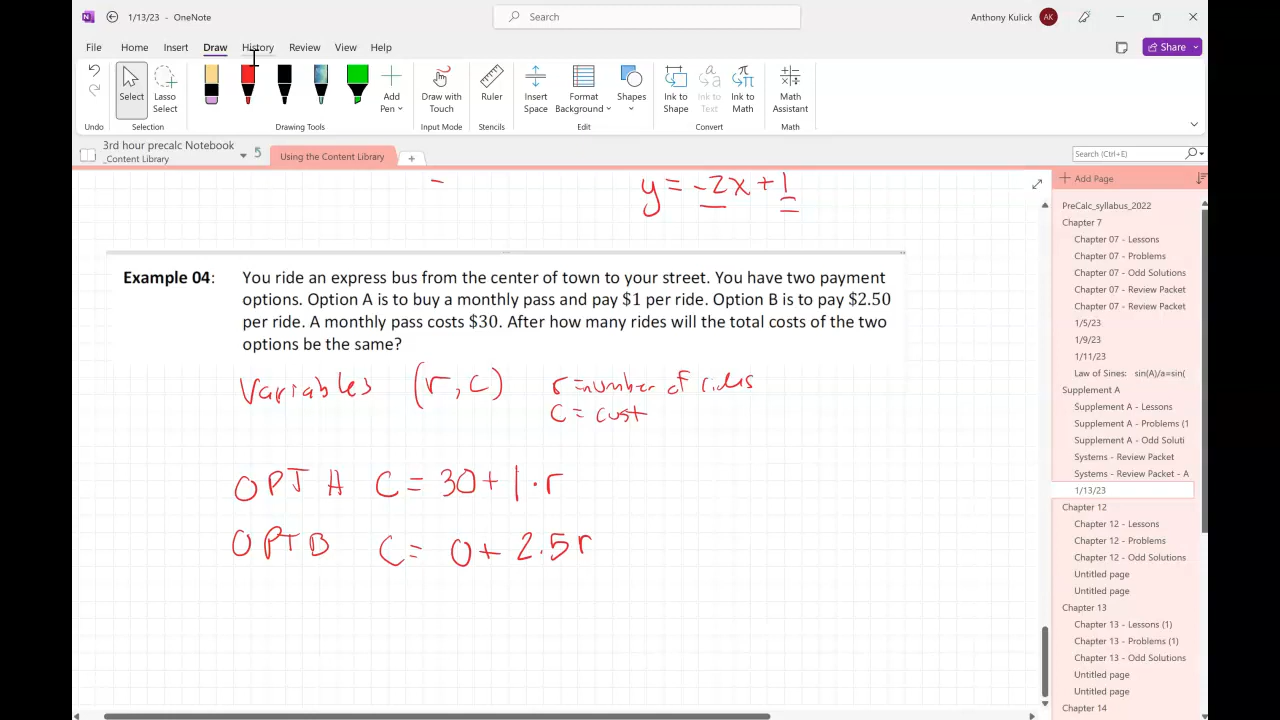 1/13/23 - OneNote
Search
Anthony Kulick
AK
File Home Insert Draw History Review View Help
Share
Undo
Select
Lasso Select
Add Pen
Draw with Touch
Ruler
Insert Space
Format Background
Shapes
Ink to Shape
Ink to Text
Ink to Math
Math Assistant
Undo Selection Drawing Tools Input Mode Stencils Edit Convert Math
3rd hour precalc Notebook
_Content Library
Using the Content Library
Search (Ctrl+E)
y = -2x + 1
Example 04: You ride an express bus from the center of town to your street. You have two payment
options. Option A is to buy a monthly pass and pay $1 per ride. Option B is to pay $2.50
per ride. A monthly pass costs $30. After how many rides will the total costs of the two
options be the same?
Variables (r, c) r = number of rides
c = cost
OPT A C = 30 + 1 · r
OPT B C = 0 + 2.5 r
Add Page
PreCalc_syllabus_2022
Chapter 7
Chapter 07 - Lessons
Chapter 07 - Problems
Chapter 07 - Odd Solutions
Chapter 07 - Review Packet
Chapter 07 - Review Packet
1/5/23
1/9/23
1/11/23
Law of Sines: sin(A)/a=sin(
Supplement A
Supplement A - Lessons
Supplement A - Problems (1
Supplement A - Odd Soluti
Systems - Review Packet
Systems - Review Packet - A
1/13/23
Chapter 12
Chapter 12 - Lessons
Chapter 12 - Problems
Chapter 12 - Odd Solutions
Untitled page
Untitled page
Chapter 13
Chapter 13 - Lessons (1)
Chapter 13 - Problems (1)
Chapter 13 - Odd Solutions
Untitled page
Untitled page
Chapter 14